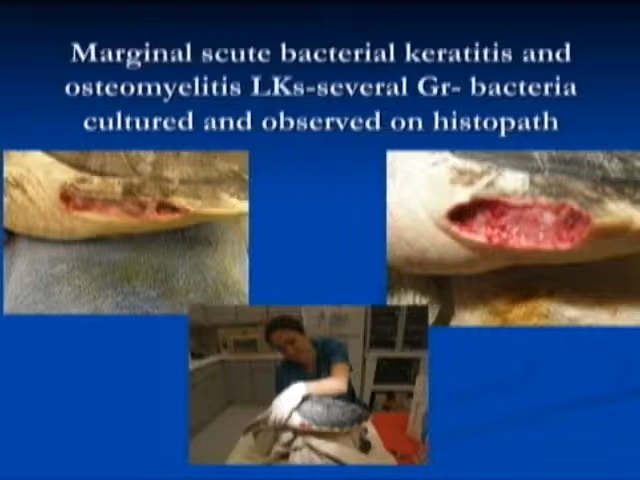 Marginal scute bacterial keratitis and
osteomyelitis LKs-several Gr- bacteria
cultured and observed on histopath